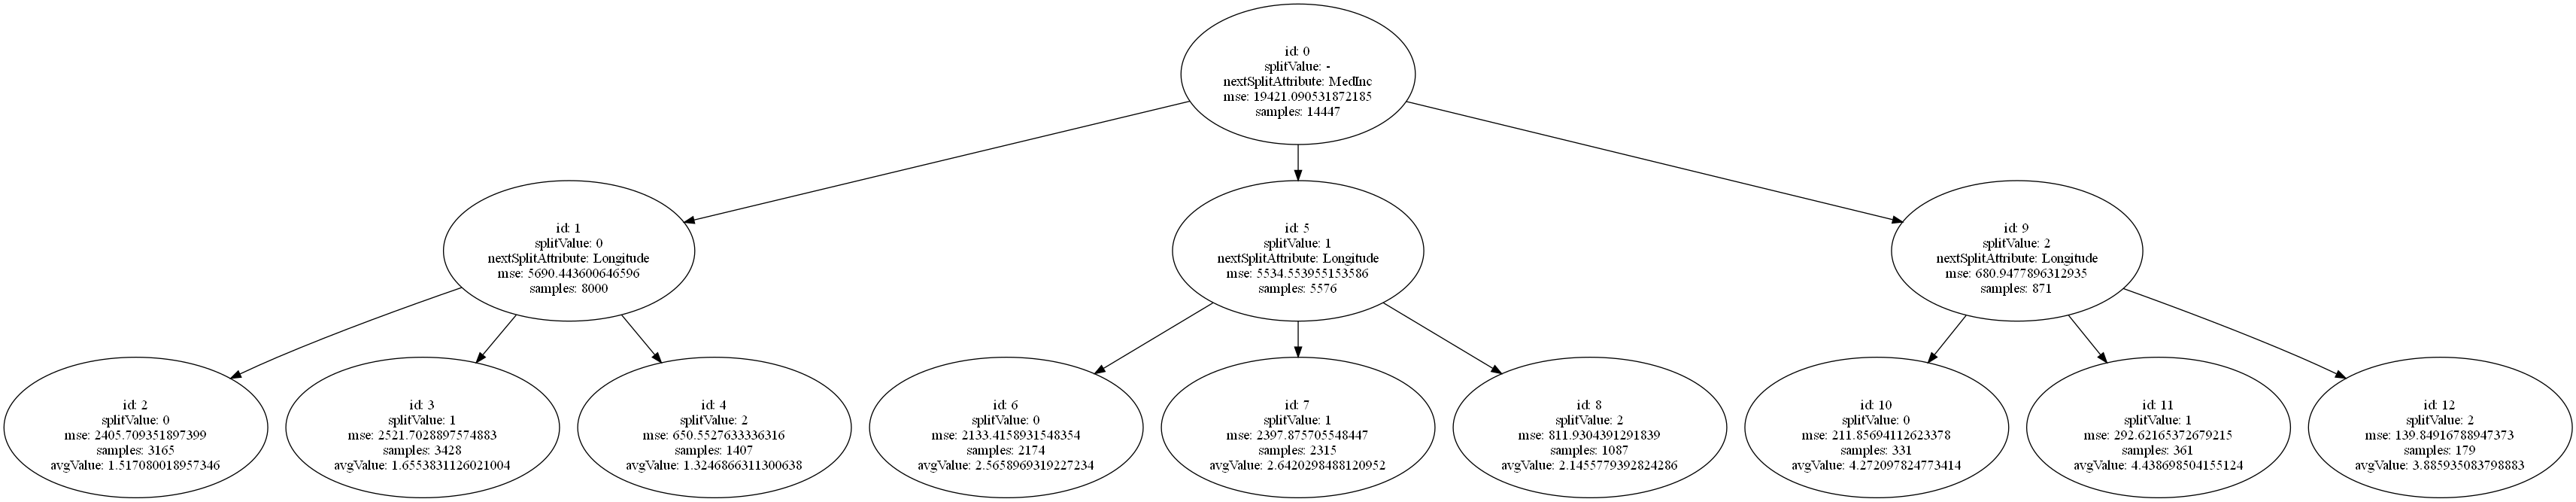 id: 0
splitValue: -
nextSplitAttribute: MedInc
mse: 19421.090531872185
samples: 14447
id: 1
splitValue: 0
nextSplitAttribute: Longitude
mse: 5690.443600646596
samples: 8000
id: 5
splitValue: 1
nextSplitAttribute: Longitude
mse: 5534.553955153586
samples: 5576
id: 9
splitValue: 2
nextSplitAttribute: Longitude
mse: 680.9477896312935
samples: 871
id: 2
splitValue: 0
mse: 2405.709351897399
samples: 3165
avgValue: 1.517080018957346
id: 3
splitValue: 1
mse: 2521.7028897574883
samples: 3428
avgValue: 1.6553831126021004
id: 4
splitValue: 2
mse: 650.5527633336316
samples: 1407
avgValue: 1.3246866311300638
id: 6
splitValue: 0
mse: 2133.4158931548354
samples: 2174
avgValue: 2.5658969319227234
id: 7
splitValue: 1
mse: 2397.875705548447
samples: 2315
avgValue: 2.6420298488120952
id: 8
splitValue: 2
mse: 811.9304391291839
samples: 1087
avgValue: 2.1455779392824286
id: 10
splitValue: 0
mse: 211.85694112623378
samples: 331
avgValue: 4.272097824773414
id: 11
splitValue: 1
mse: 292.62165372679215
samples: 361
avgValue: 4.438698504155124
id: 12
splitValue: 2
mse: 139.84916788947373
samples: 179
avgValue: 3.885935083798883